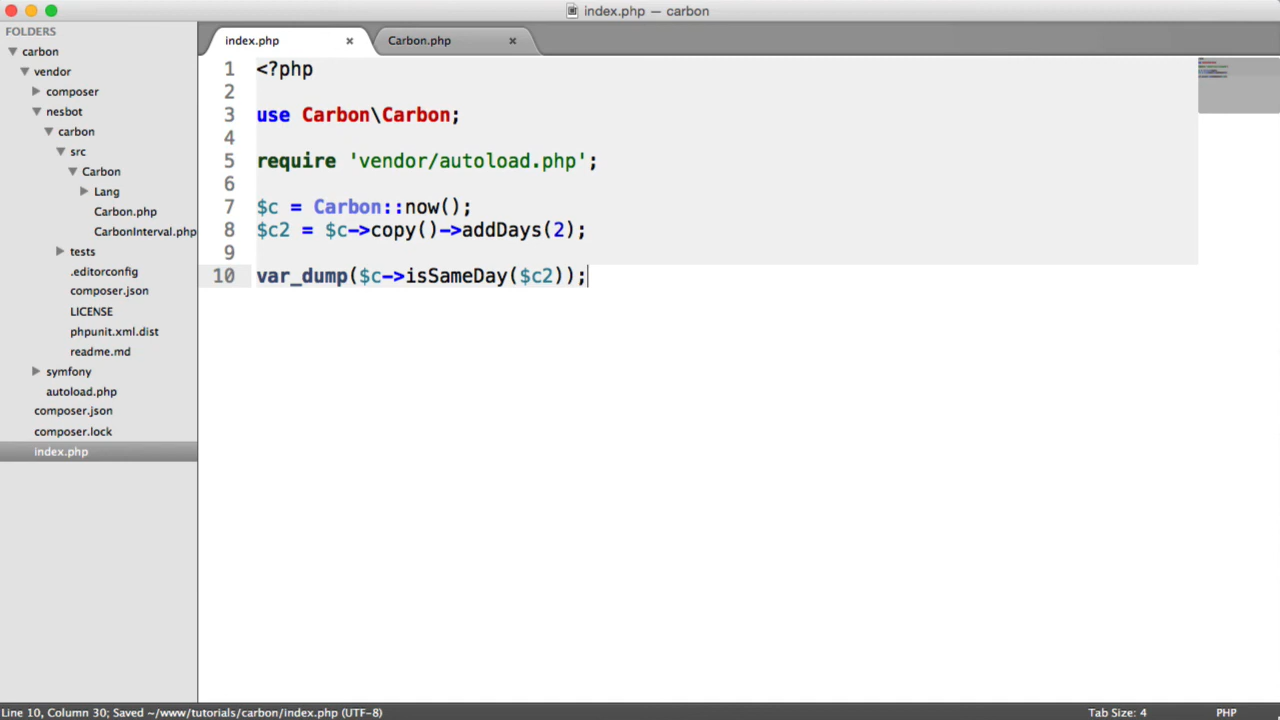 index.php — carbon
FOLDERS
carbon
vendor
composer
nesbot
carbon
src
Carbon
Lang
Carbon.php
CarbonInterval.php
tests
.editorconfig
composer.json
LICENSE
phpunit.xml.dist
readme.md
symfony
autoload.php
composer.json
composer.lock
index.php
index.php × Carbon.php ×
1 <?php
2
3 use Carbon\Carbon;
4
5 require 'vendor/autoload.php';
6
7 $c = Carbon::now();
8 $c2 = $c->copy()->addDays(2);
9
10 var_dump($c->isSameDay($c2));
Line 10, Column 30; Saved ~/www/tutorials/carbon/index.php (UTF-8) Tab Size: 4 PHP